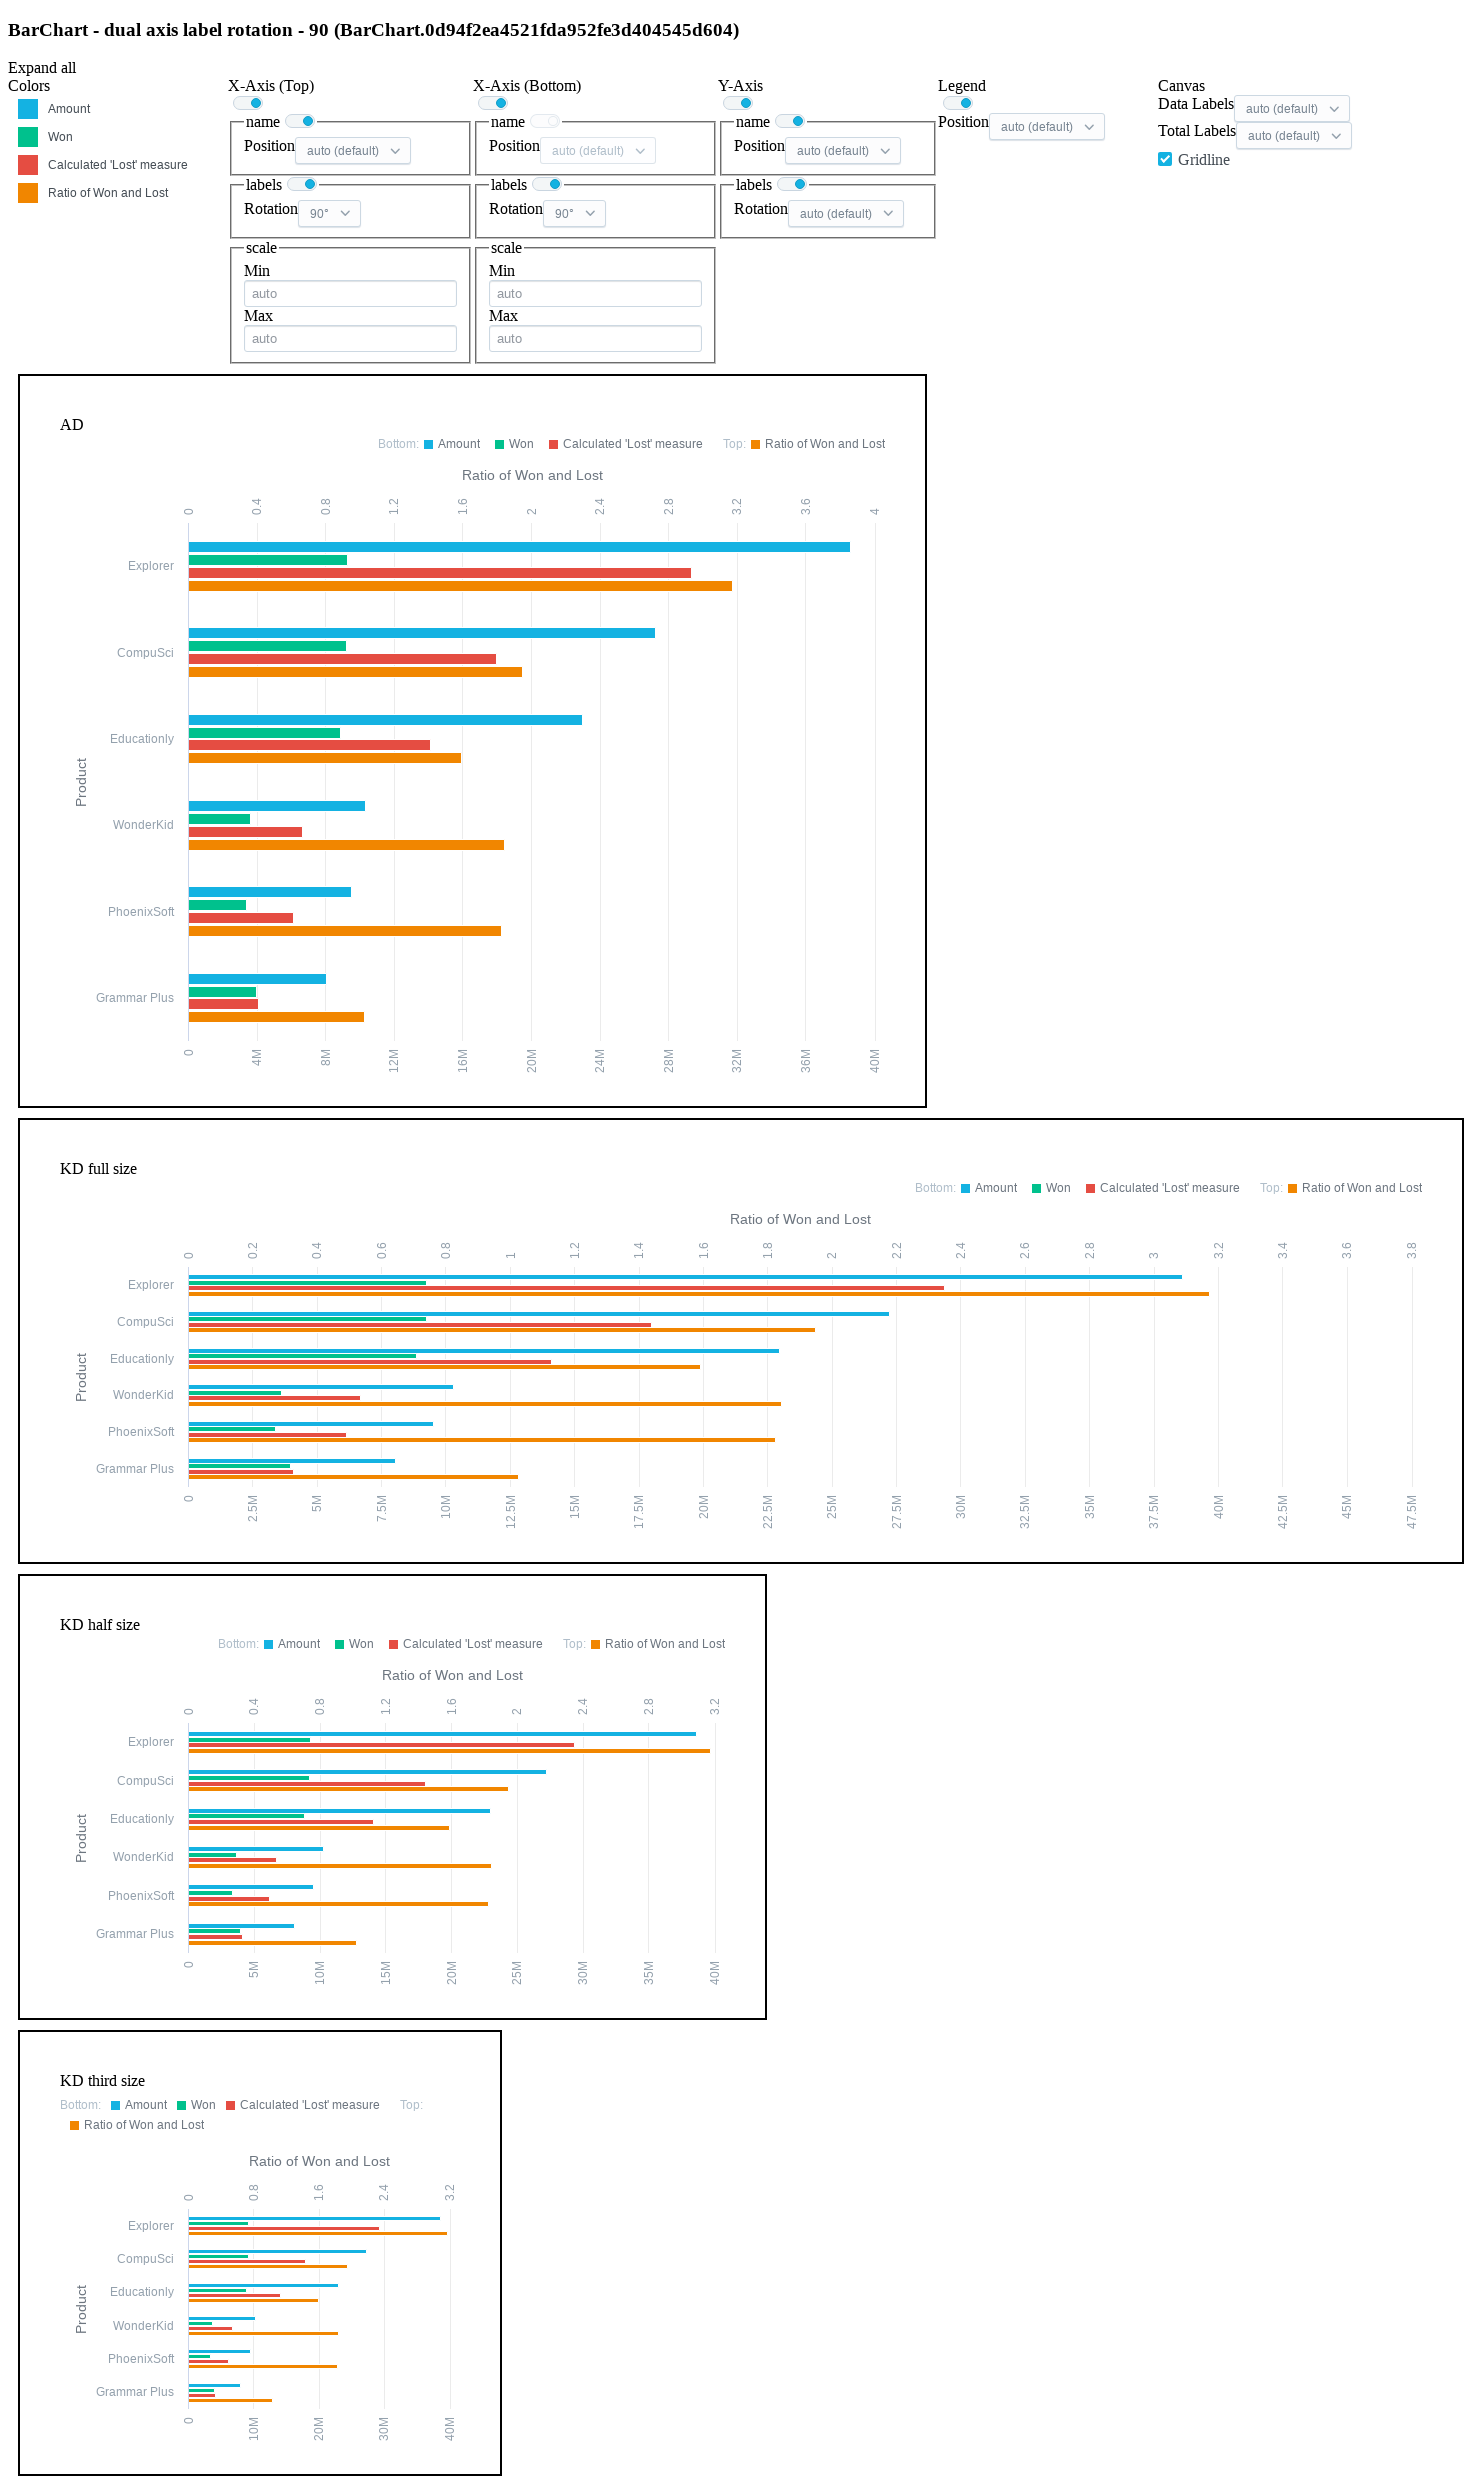 BarChart - dual axis label rotation - 90 (BarChart.0d94f2ea4521fda952fe3d404545d604)
Expand all
Colors
Amount
Won
Calculated 'Lost' measure
Ratio of Won and Lost
X-Axis (Top)
name
Position auto (default)
labels
Rotation 90°
scale
Min
auto
Max
auto
X-Axis (Bottom)
name
Position auto (default)
labels
Rotation 90°
scale
Min
auto
Max
auto
Y-Axis
name
Position auto (default)
labels
Rotation auto (default)
Legend
Position auto (default)
Canvas
Data Labels auto (default)
Total Labels auto (default)
Gridline
AD
Bottom: Amount Won Calculated 'Lost' measure Top: Ratio of Won and Lost
Ratio of Won and Lost
0 0.4 0.8 1.2 1.6 2 2.4 2.8 3.2 3.6 4
Explorer
CompuSci
Educationly
Product
WonderKid
PhoenixSoft
Grammar Plus
0 4M 8M 12M 16M 20M 24M 28M 32M 36M 40M
KD full size
Bottom: Amount Won Calculated 'Lost' measure Top: Ratio of Won and Lost
Ratio of Won and Lost
0 0.2 0.4 0.6 0.8 1 1.2 1.4 1.6 1.8 2 2.2 2.4 2.6 2.8 3 3.2 3.4 3.6 3.8
Explorer
CompuSci
Educationly
Product
WonderKid
PhoenixSoft
Grammar Plus
0 2.5M 5M 7.5M 10M 12.5M 15M 17.5M 20M 22.5M 25M 27.5M 30M 32.5M 35M 37.5M 40M 42.5M 45M 47.5M
KD half size
Bottom: Amount Won Calculated 'Lost' measure Top: Ratio of Won and Lost
Ratio of Won and Lost
0 0.4 0.8 1.2 1.6 2 2.4 2.8 3.2
Explorer
CompuSci
Educationly
Product
WonderKid
PhoenixSoft
Grammar Plus
0 5M 10M 15M 20M 25M 30M 35M 40M
KD third size
Bottom: Amount Won Calculated 'Lost' measure Top:
Ratio of Won and Lost
Ratio of Won and Lost
0 0.8 1.6 2.4 3.2
Explorer
CompuSci
Educationly
Product
WonderKid
PhoenixSoft
Grammar Plus
0 10M 20M 30M 40M